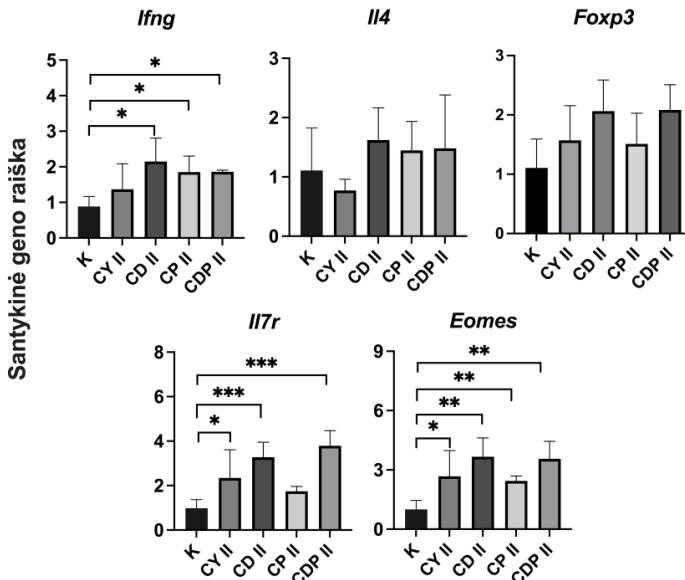 Santykinė geno raiška
Ifng
5
4
3
2
1
0
*
*
*
K
CY II
CD II
CP II
CDP II
Il4
3
2
1
0
K
CY II
CD II
CP II
CDP II
Foxp3
3
2
1
0
K
CY II
CD II
CP II
CDP II
Il7r
8
6
4
2
0
***
***
*
K
CY II
CD II
CP II
CDP II
Eomes
9
6
3
0
**
**
**
*
K
CY II
CD II
CP II
CDP II